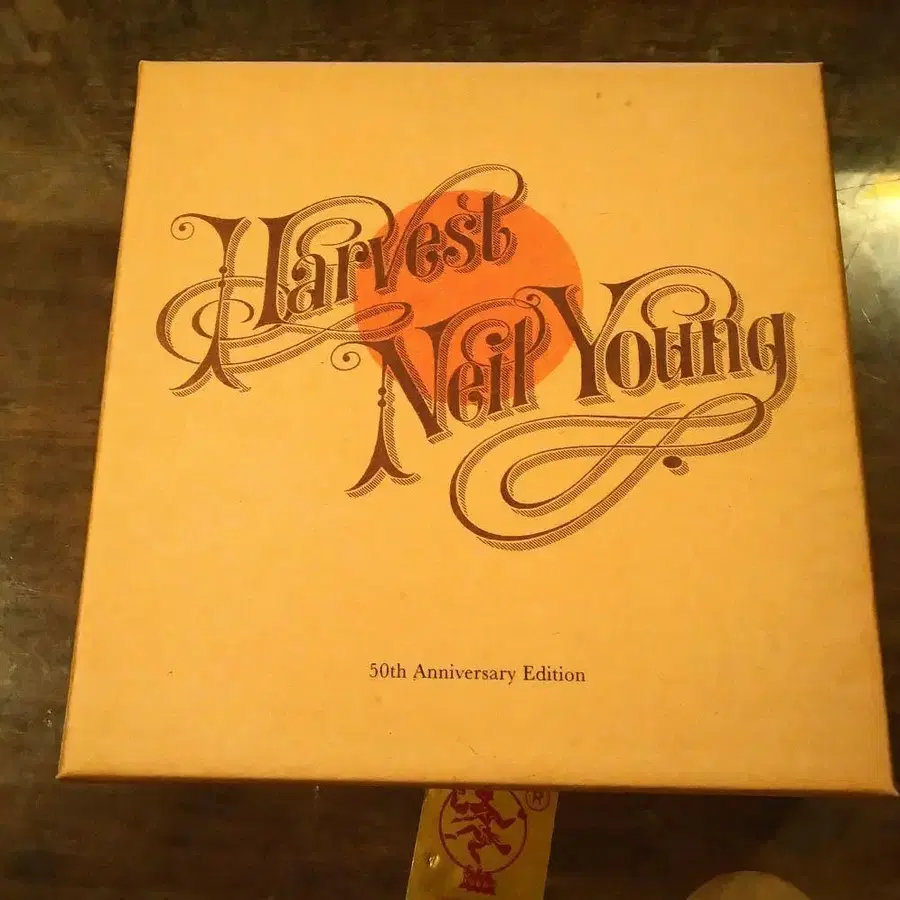 Harvest
Neil Young
50th Anniversary Edition
®